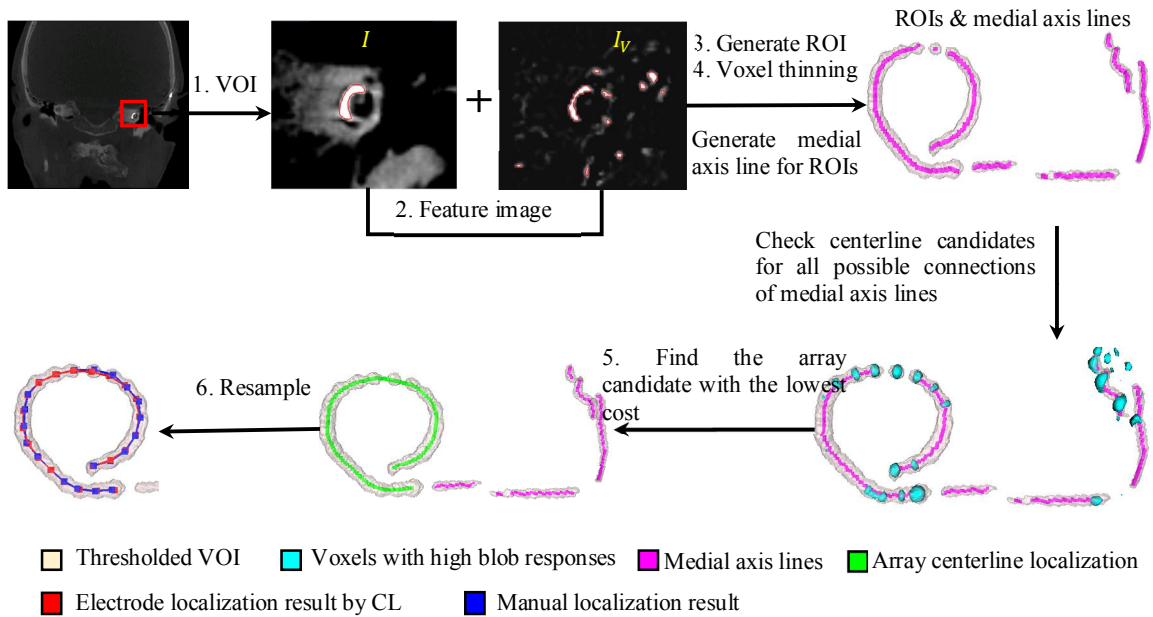 ROIs & medial axis lines
I
I_V
1. VOI
3. Generate ROI
4. Voxel thinning
Generate medial
axis line for ROIs
2. Feature image
Check centerline candidates
for all possible connections
of medial axis lines
5. Find the array
candidate with the lowest
cost
6. Resample
Thresholded VOI
Voxels with high blob responses
Medial axis lines
Array centerline localization
Electrode localization result by CL
Manual localization result